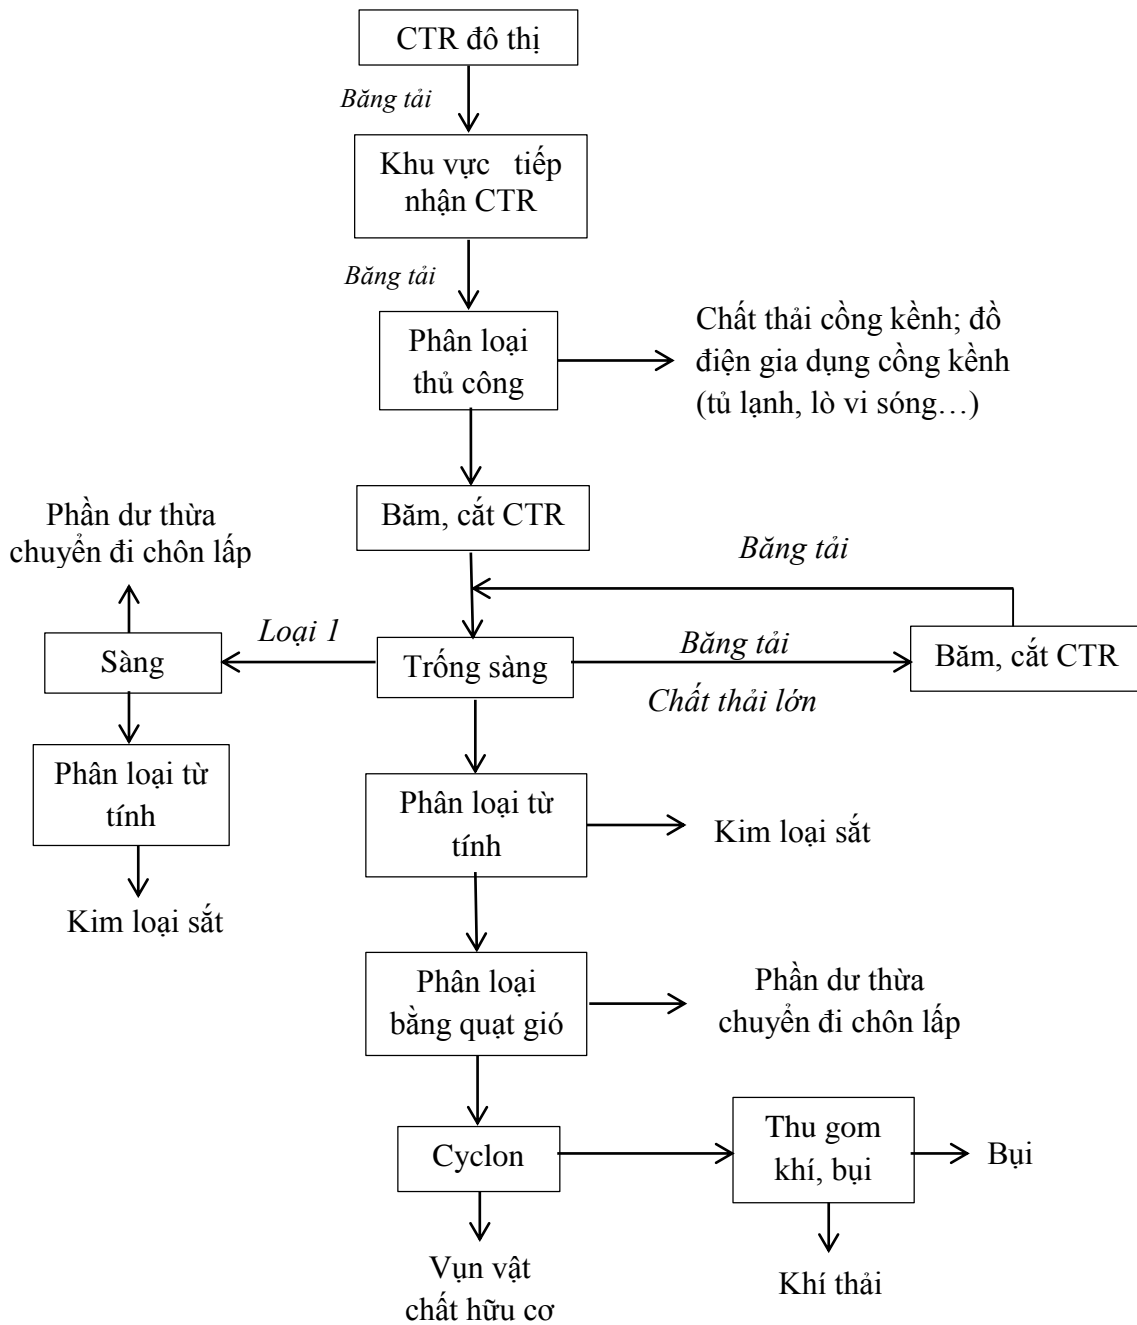 CTR đô thị
Băng tải
Khu vực tiếp
nhận CTR
Băng tải
Phân loại
thủ công
Chất thải cồng kềnh; đồ
điện gia dụng cồng kềnh
(tủ lạnh, lò vi sóng…)
Băm, cắt CTR
Phần dư thừa
chuyển đi chôn lấp
Băng tải
Loại 1
Sàng
Trống sàng
Băng tải
Chất thải lớn
Băm, cắt CTR
Phân loại từ
tính
Phân loại từ
tính
Kim loại sắt
Kim loại sắt
Phân loại
bằng quạt gió
Phần dư thừa
chuyển đi chôn lấp
Cyclon
Thu gom
khí, bụi
Bụi
Vụn vật
chất hữu cơ
Khí thải